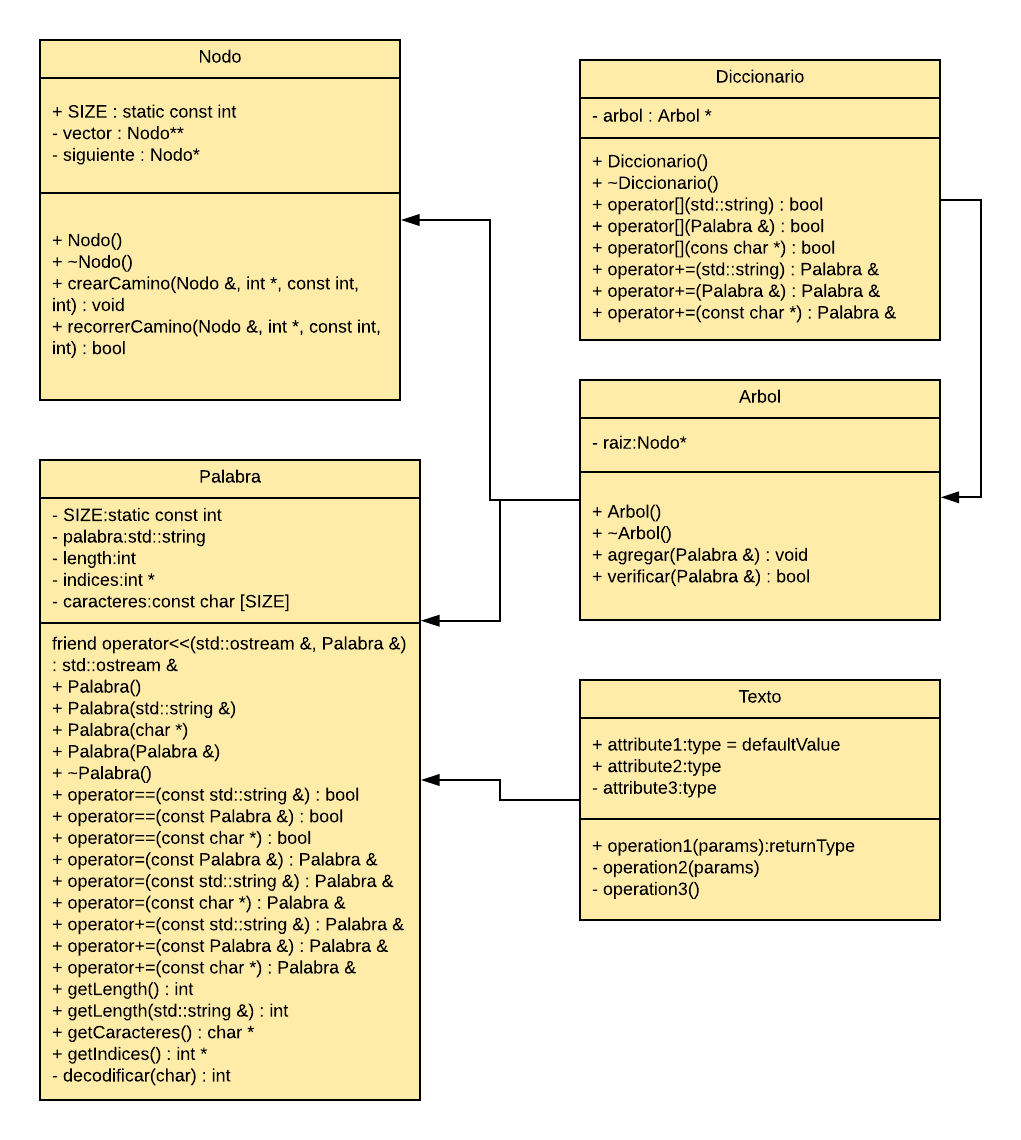 Nodo
+ SIZE : static const int
- vector : Nodo**
- siguiente : Nodo*
+ Nodo()
+ ~Nodo()
+ crearCamino(Nodo &, int *, const int,
int) : void
+ recorrerCamino(Nodo &, int *, const int,
int) : bool
Diccionario
- arbol : Arbol *
+ Diccionario()
+ ~Diccionario()
+ operator[](std::string) : bool
+ operator[](Palabra &) : bool
+ operator[](cons char *) : bool
+ operator+=(std::string) : Palabra &
+ operator+=(Palabra &) : Palabra &
+ operator+=(const char *) : Palabra &
Arbol
- raiz:Nodo*
+ Arbol()
+ ~Arbol()
+ agregar(Palabra &) : void
+ verificar(Palabra &) : bool
Palabra
- SIZE:static const int
- palabra:std::string
- length:int
- indices:int *
- caracteres:const char [SIZE]
friend operator<<(std::ostream &, Palabra &)
: std::ostream &
+ Palabra()
+ Palabra(std::string &)
+ Palabra(char *)
+ Palabra(Palabra &)
+ ~Palabra()
+ operator==(const std::string &) : bool
+ operator==(const Palabra &) : bool
+ operator==(const char *) : bool
+ operator=(const Palabra &) : Palabra &
+ operator=(const std::string &) : Palabra &
+ operator=(const char *) : Palabra &
+ operator+=(const std::string &) : Palabra &
+ operator+=(const Palabra &) : Palabra &
+ operator+=(const char *) : Palabra &
+ getLength() : int
+ getLength(std::string &) : int
+ getCaracteres() : char *
+ getIndices() : int *
- decodificar(char) : int
Texto
+ attribute1:type = defaultValue
+ attribute2:type
- attribute3:type
+ operation1(params):returnType
- operation2(params)
- operation3()